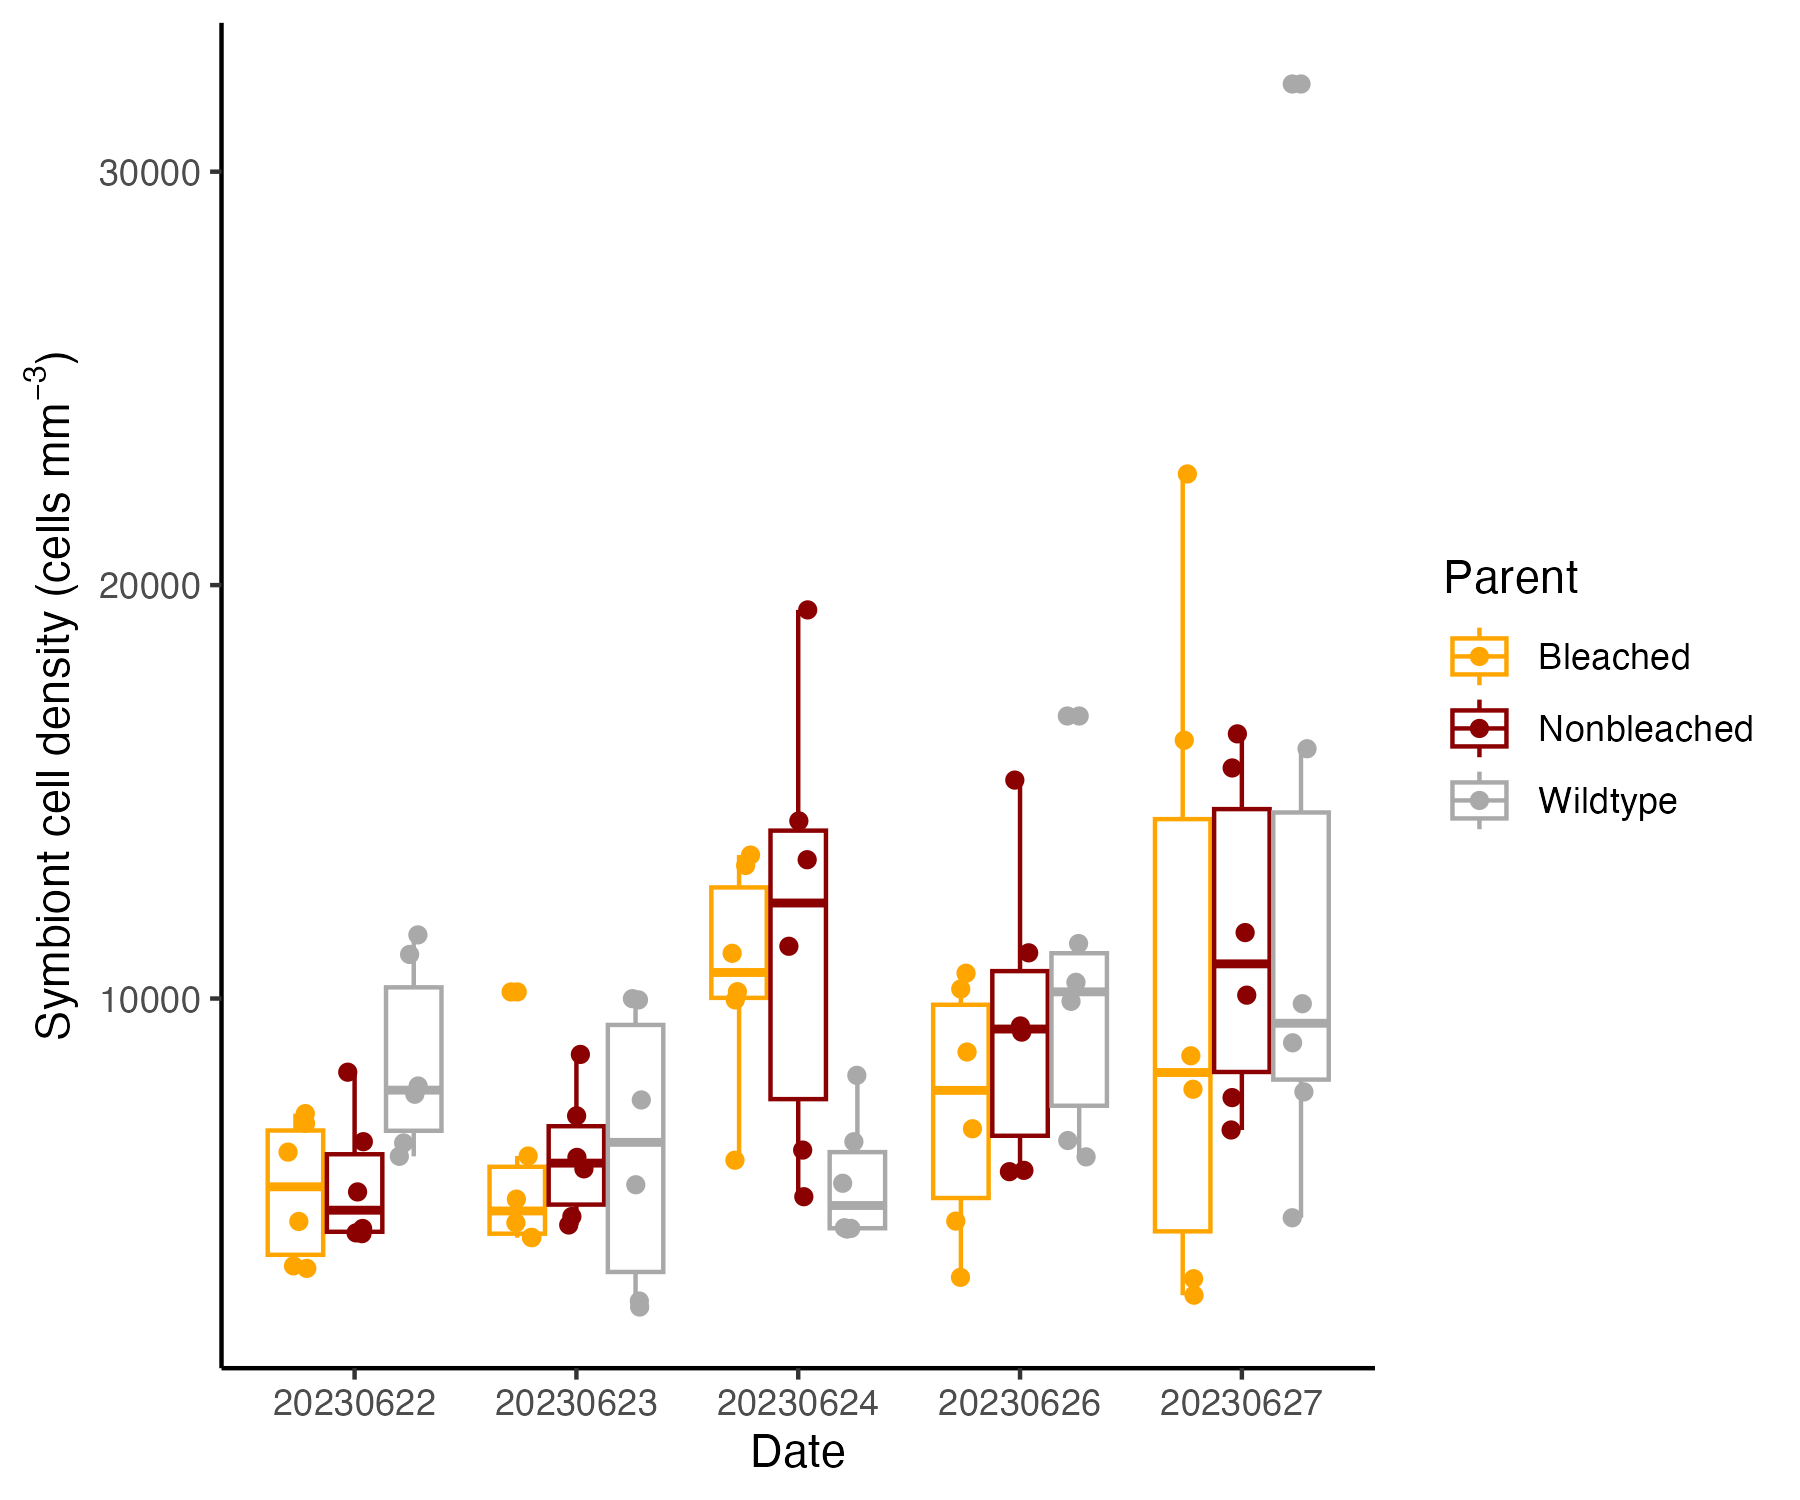 Symbiont cell density (cells mm⁻³)
30000
20000
10000
20230622 20230623 20230624 20230626 20230627
Date
Parent
Bleached
Nonbleached
Wildtype